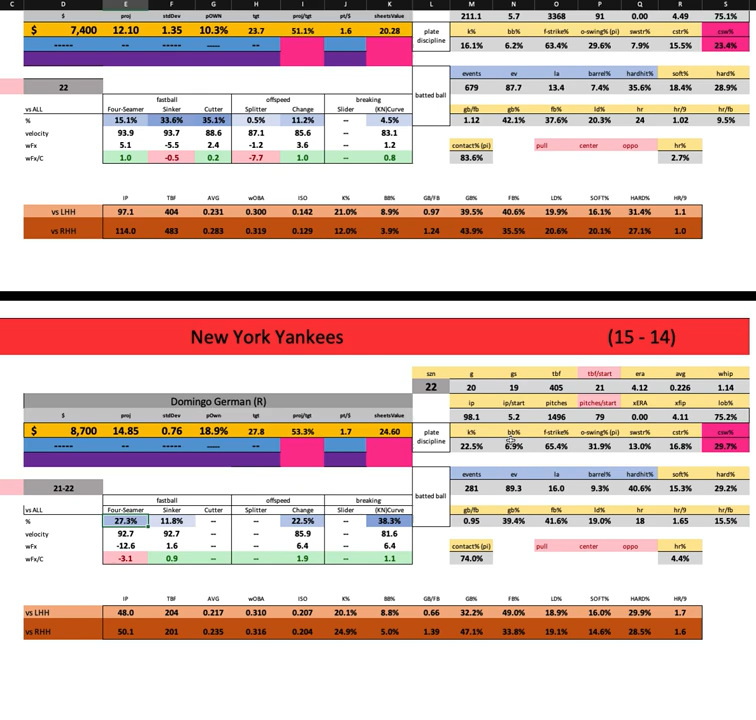 C D E F G H I J K L M N O P Q R S
211.1 5.7 3368 91 0.00 4.49 75.1%
$ proj stdDev pOWN tgt proj/tgt pt/$ sheetsValue
$ 7,400 12.10 1.35 10.3% 23.7 51.1% 1.6 20.28
plate discipline
k% bb% f-strike% o-swing% (pi) swstr% cstr% csw%
16.1% 6.2% 63.4% 29.6% 7.9% 15.5% 23.4%
----- -- ---- — --
events ev la barrel% hardhit% soft% hard%
22 679 87.7 13.4 7.4% 35.6% 18.4% 28.9%
batted ball
fastball offspeed breaking
vs ALL Four-Seamer Sinker Cutter Splitter Change Slider (KN)Curve
gb/fb gb% fb% ld% hr hr/9 hr/fb
% 15.1% 33.6% 35.1% 0.5% 11.2% -- 4.5%
1.12 42.1% 37.5% 20.3% 24 1.02 9.5%
velocity 93.9 93.7 88.6 87.1 85.6 -- 83.1
wFx 5.1 -5.5 2.4 -1.2 3.6 -- 1.2
contact% (pi) pull center oppo hr%
wFx/C 1.0 -0.5 0.2 -7.7 1.0 -- 0.8
83.6% 2.7%
IP TBF AVG wOBA ISO K% BB% GB/FB GB% FB% LD% SOFT% HARD% HR/9
vs LHH 97.1 404 0.231 0.300 0.142 21.0% 8.9% 0.97 39.5% 40.6% 19.9% 16.1% 31.4% 1.1
vs RHH 114.0 483 0.283 0.319 0.129 12.0% 3.9% 1.24 43.9% 35.5% 20.6% 20.1% 27.1% 1.0
New York Yankees (15 - 14)
szn g gs tbf tbf/start era avg whip
22 20 19 405 21 4.12 0.226 1.14
Domingo German (R)
ip ip/start pitches pitches/start xERA xfip lob%
$ proj stdDev pOwn tgt proj/tgt pt/$ sheetsValue
98.1 5.2 1496 79 0.00 4.11 75.2%
$ 8,700 14.85 0.76 18.9% 27.8 53.3% 1.7 24.60
plate discipline
k% bb% f-strike% o-swing% (pi) swstr% cstr% csw%
22.5% 6.9% 65.4% 31.9% 13.0% 16.8% 29.7%
----- -- ---- — --
events ev la barrel% hardhit% soft% hard%
21-22 281 89.3 16.0 9.3% 40.6% 15.3% 29.2%
batted ball
fastball offspeed breaking
vs ALL Four-Seamer Sinker Cutter Splitter Change Slider (KN)Curve
gb/fb gb% fb% ld% hr hr/9 hr/fb
% 27.3% 11.8% -- -- 22.5% -- 38.3%
0.95 39.4% 41.6% 19.0% 18 1.65 15.5%
velocity 92.7 92.7 -- -- 85.9 -- 81.6
wFx -12.6 1.6 -- -- 6.4 -- 6.4
contact% (pi) pull center oppo hr%
wFx/C -3.1 0.9 -- -- 1.9 -- 1.1
74.0% 4.4%
IP TBF AVG wOBA ISO K% BB% GB/FB GB% FB% LD% SOFT% HARD% HR/9
vs LHH 48.0 204 0.217 0.310 0.207 20.1% 8.8% 0.66 32.2% 49.0% 18.9% 16.0% 29.9% 1.7
vs RHH 50.1 201 0.235 0.316 0.204 24.9% 5.0% 1.39 47.1% 33.8% 19.1% 14.6% 28.5% 1.6